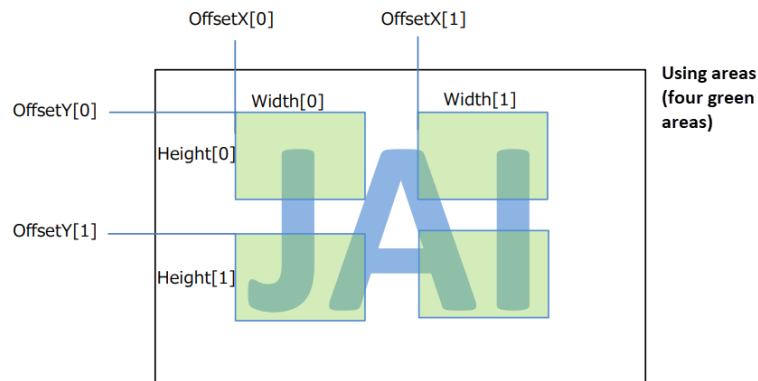 OffsetX[0]
OffsetX[1]
Using areas
(four green
areas)
OffsetY[0]
Width[0]
Width[1]
Height[0]
JAI
OffsetY[1]
Height[1]